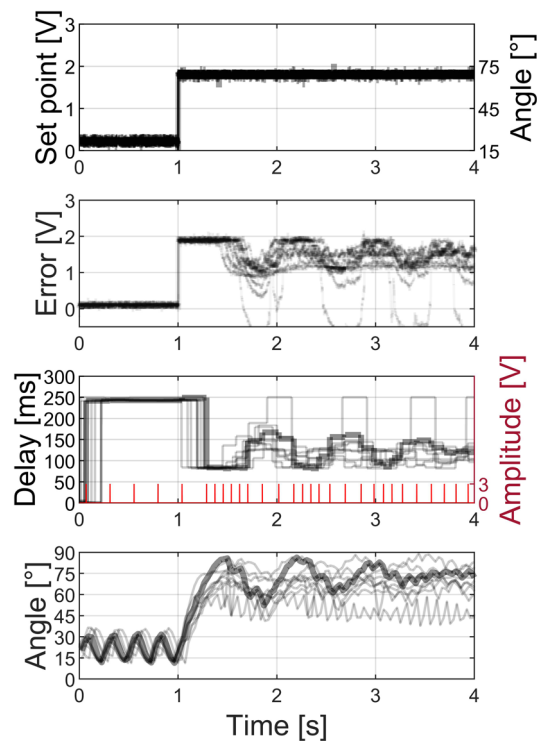 Set point [V]
3
2
1
0
75
45
15
Angle [°]
0 1 2 3 4
Error [V]
3
2
1
0
0 1 2 3 4
Delay [ms]
300
250
200
150
100
50
0
3
0
Amplitude [V]
0 1 2 3 4
Angle [°]
90
75
60
45
30
15
0
0 1 2 3 4
Time [s]